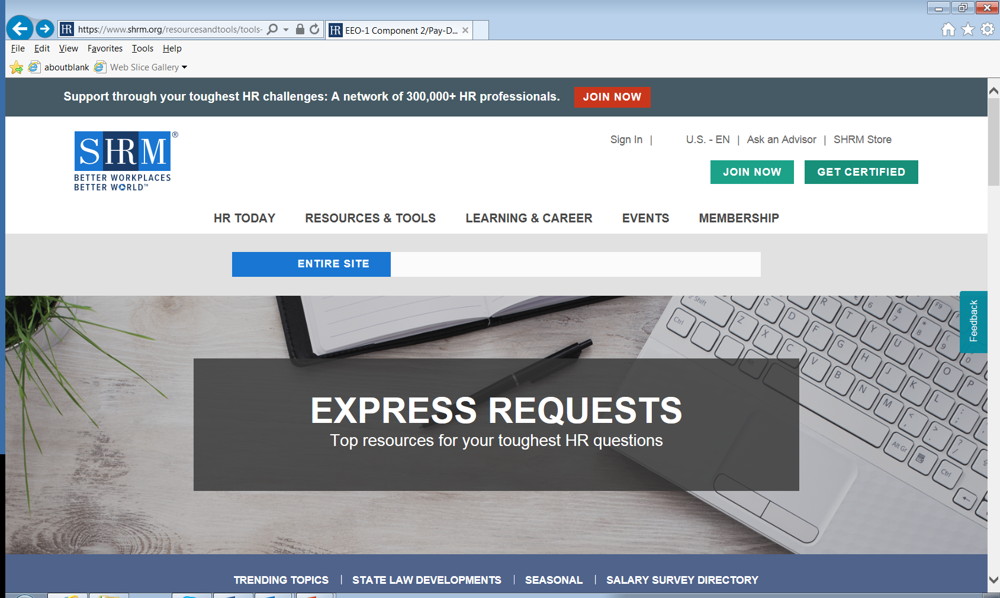 https://www.shrm.org/resourcesandtools/tools-
HR EEO-1 Component 2/Pay-D...
File Edit View Favorites Tools Help
aboutblank Web Slice Gallery
Support through your toughest HR challenges: A network of 300,000+ HR professionals. JOIN NOW
SHRM®
BETTER WORKPLACES
BETTER WORLD™
Sign In | U.S. - EN | Ask an Advisor | SHRM Store
JOIN NOW GET CERTIFIED
HR TODAY RESOURCES & TOOLS LEARNING & CAREER EVENTS MEMBERSHIP
ENTIRE SITE
Feedback
EXPRESS REQUESTS
Top resources for your toughest HR questions
TRENDING TOPICS | STATE LAW DEVELOPMENTS | SEASONAL | SALARY SURVEY DIRECTORY